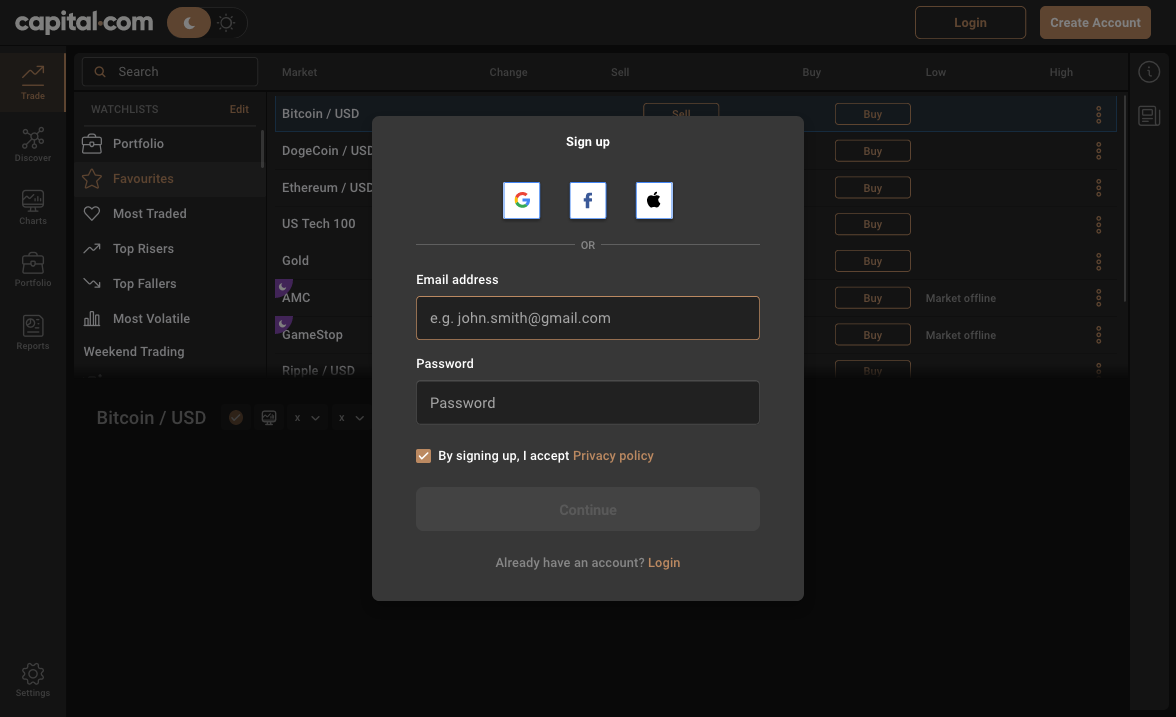 capital.com
Login
Create Account
Trade
Discover
Charts
Portfolio
Reports
Settings
Search
WATCHLISTS Edit
Portfolio
Favourites
Most Traded
Top Risers
Top Fallers
Most Volatile
Weekend Trading
Market Change Sell Buy Low High
Bitcoin / USD Sell Buy
DogeCoin / USD Buy
Ethereum / USD Buy
US Tech 100 Buy
Gold Buy
AMC Buy Market offline
GameStop Buy Market offline
Ripple / USD Buy
Bitcoin / USD x x
Sign up
OR
Email address
e.g. john.smith@gmail.com
Password
Password
By signing up, I accept Privacy policy
Continue
Already have an account? Login